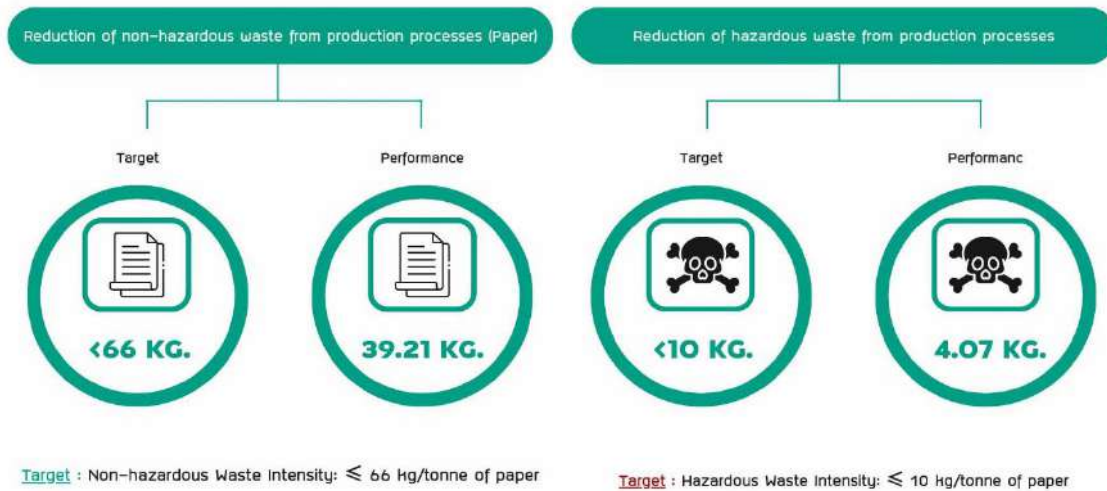 Reduction of non-hazardous waste from production processes (Paper)
Target
Performance
<66 KG.
39.21 KG.
Target : Non-hazardous Waste Intensity: ⩽ 66 kg/tonne of paper
Reduction of hazardous waste from production processes
Target
Performanc
<10 KG.
4.07 KG.
Target : Hazardous Waste Intensity: ⩽ 10 kg/tonne of paper